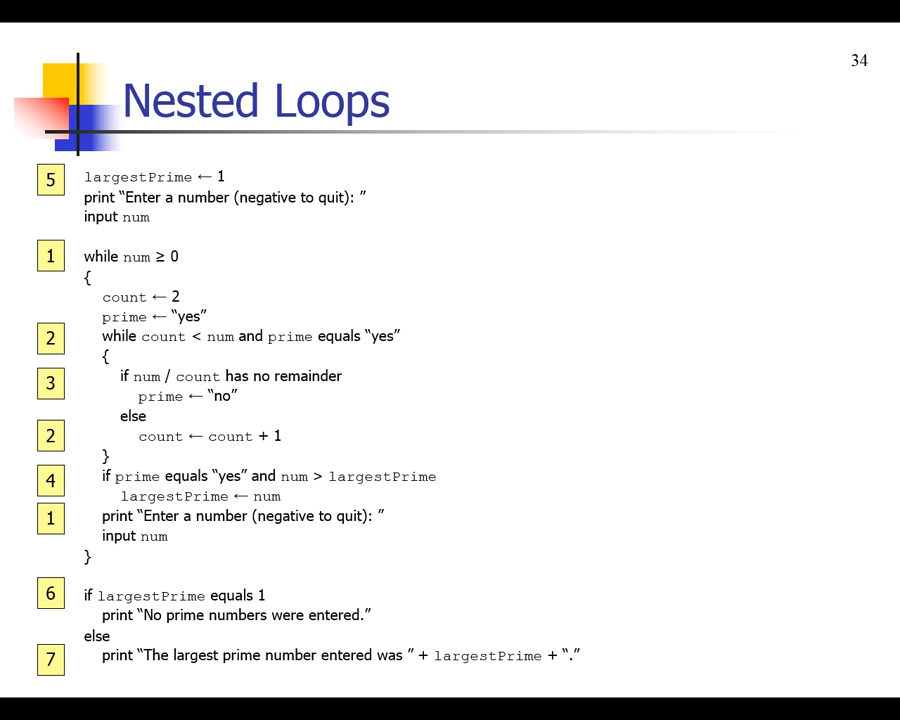 34
Nested Loops
5 largestPrime ← 1
print “Enter a number (negative to quit): ”
input num
1 while num ≥ 0
{
count ← 2
prime ← “yes”
2 while count < num and prime equals “yes”
{
3 if num / count has no remainder
prime ← “no”
else
2 count ← count + 1
}
4 if prime equals “yes” and num > largestPrime
largestPrime ← num
1 print “Enter a number (negative to quit): ”
input num
}
6 if largestPrime equals 1
print “No prime numbers were entered.”
else
7 print “The largest prime number entered was ” + largestPrime + “.”